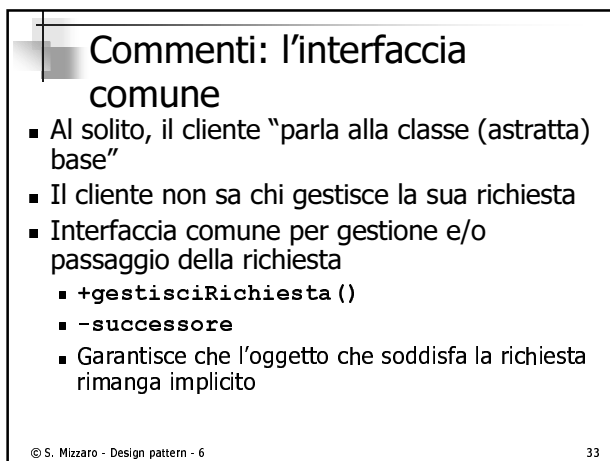 Commenti: l'interfaccia
comune
Al solito, il cliente “parla alla classe (astratta)
base”
Il cliente non sa chi gestisce la sua richiesta
Interfaccia comune per gestione e/o
passaggio della richiesta
+gestisciRichiesta()
-successore
Garantisce che l'oggetto che soddisfa la richiesta
rimanga implicito
© S. Mizzaro - Design pattern - 6
33